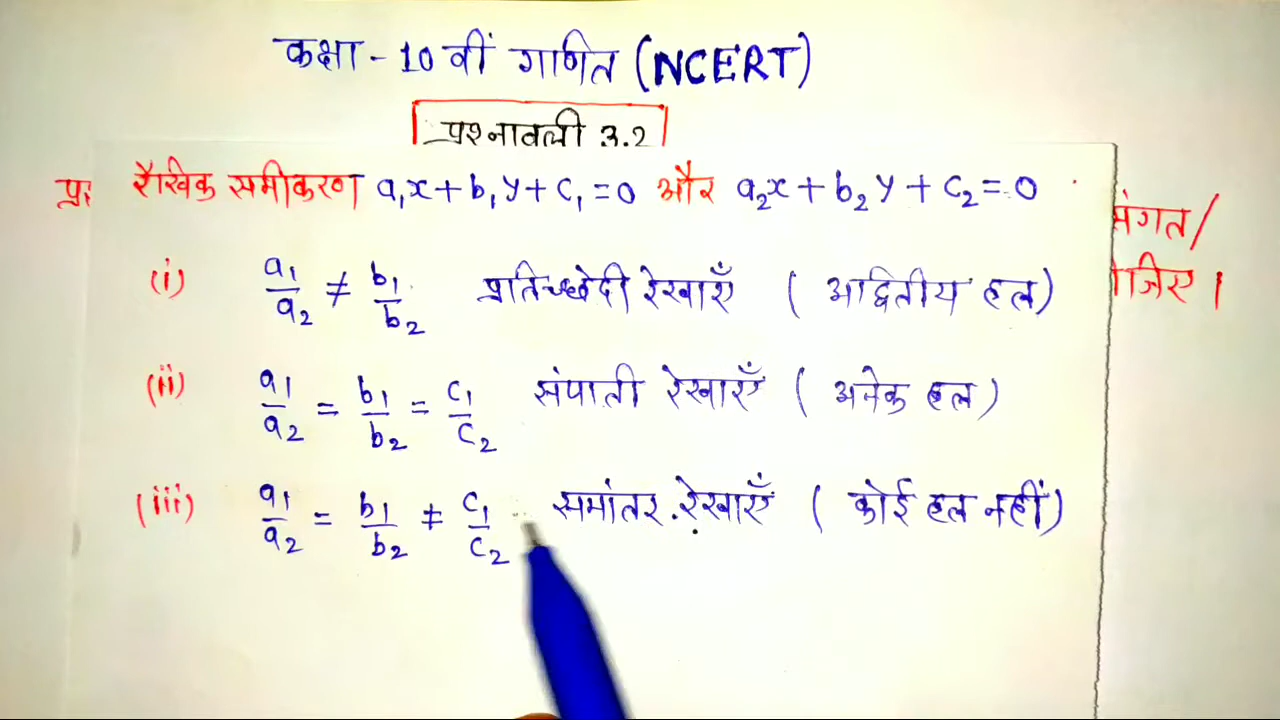 कक्षा - 10 वीं गणित (NCERT)
प्रश्नावली 3.2
रैखिक समीकरण a₁x + b₁y + c₁ = 0 और a₂x + b₂y + c₂ = 0
संगत/
(i) a₁/a₂ ≠ b₁/b₂ प्रतिच्छेदी रेखाएँ ( अद्वितीय हल)
(ii) a₁/a₂ = b₁/b₂ = c₁/c₂ संपाती रेखाएँ ( अनेक हल )
(iii) a₁/a₂ = b₁/b₂ ≠ c₁/c₂ समांतर रेखाएँ ( कोई हल नहीं)